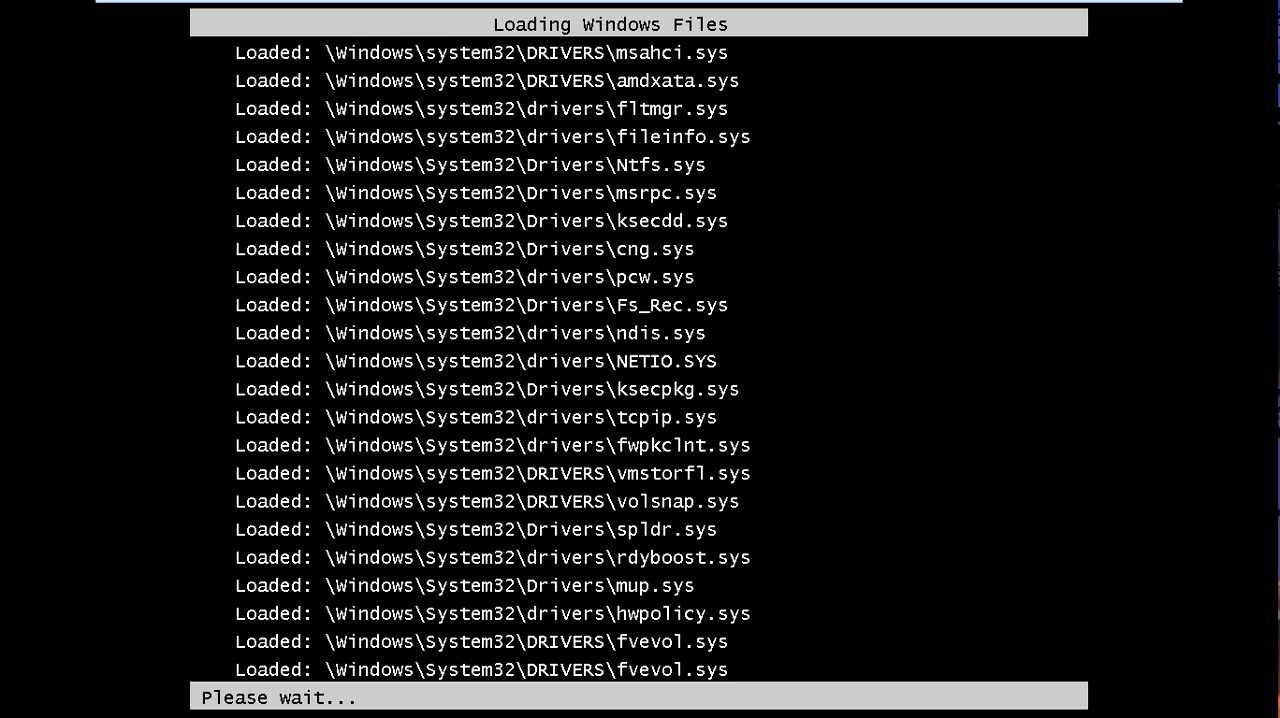 Loading Windows Files
Loaded: \Windows\system32\DRIVERS\msahci.sys
Loaded: \Windows\system32\DRIVERS\amdxata.sys
Loaded: \Windows\system32\drivers\fltmgr.sys
Loaded: \Windows\system32\drivers\fileinfo.sys
Loaded: \Windows\System32\Drivers\Ntfs.sys
Loaded: \Windows\System32\Drivers\msrpc.sys
Loaded: \Windows\System32\Drivers\ksecdd.sys
Loaded: \Windows\System32\Drivers\cng.sys
Loaded: \Windows\System32\drivers\pcw.sys
Loaded: \Windows\System32\Drivers\Fs_Rec.sys
Loaded: \Windows\system32\drivers\ndis.sys
Loaded: \Windows\system32\drivers\NETIO.SYS
Loaded: \Windows\System32\Drivers\ksecpkg.sys
Loaded: \Windows\System32\drivers\tcpip.sys
Loaded: \Windows\System32\drivers\fwpkclnt.sys
Loaded: \Windows\System32\DRIVERS\vmstorfl.sys
Loaded: \Windows\System32\DRIVERS\volsnap.sys
Loaded: \Windows\System32\Drivers\spldr.sys
Loaded: \Windows\System32\drivers\rdyboost.sys
Loaded: \Windows\System32\Drivers\mup.sys
Loaded: \Windows\System32\drivers\hwpolicy.sys
Loaded: \Windows\System32\DRIVERS\fvevol.sys
Loaded: \Windows\System32\DRIVERS\fvevol.sys
Please wait...